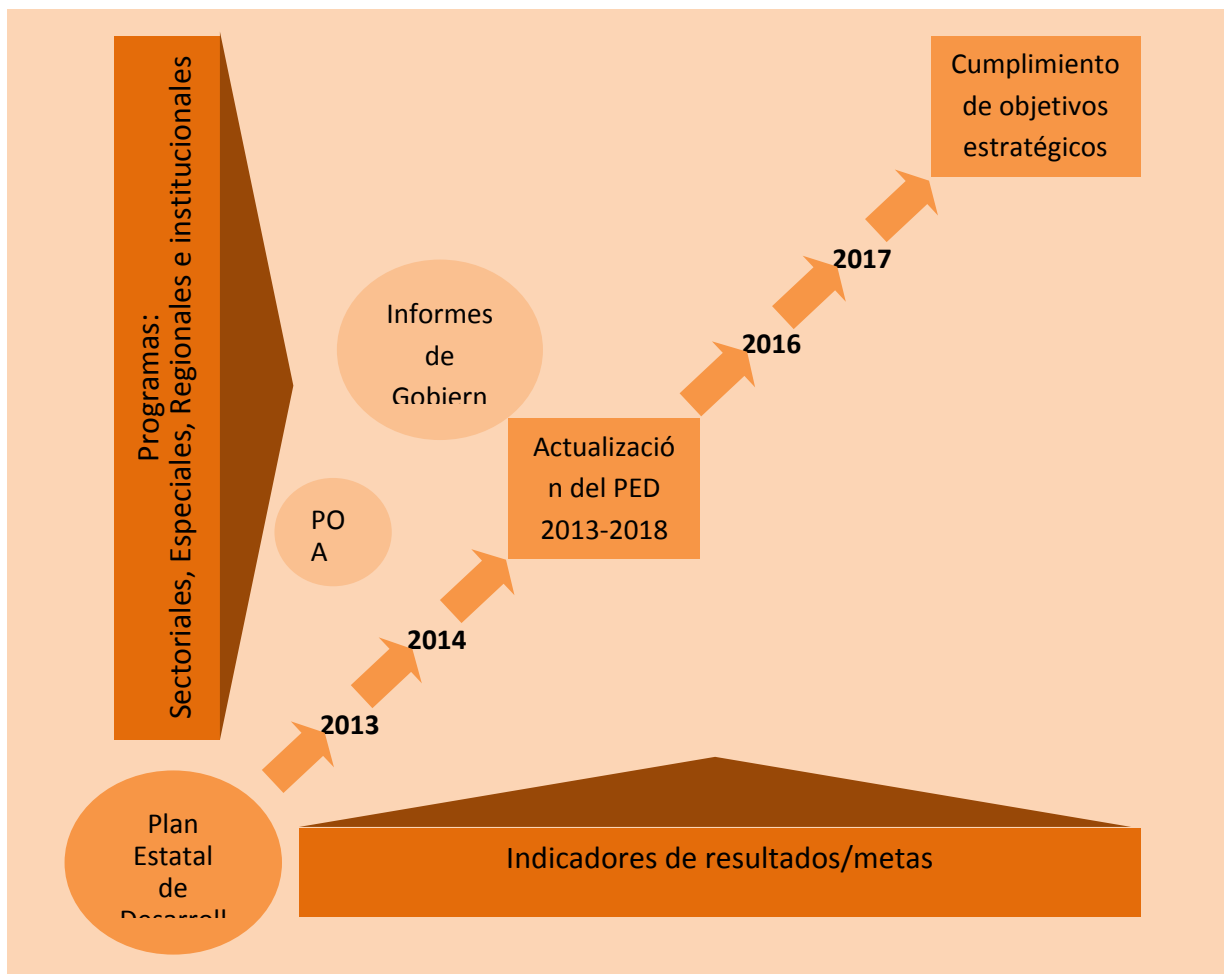 Programas:
Sectoriales, Especiales, Regionales e institucionales
Cumplimiento
de objetivos
estratégicos
2017
2016
Informes
de
Gobiern
Actualizació
n del PED
2013-2018
PO
A
2014
2013
Plan
Estatal
de
Desarroll
Indicadores de resultados/metas